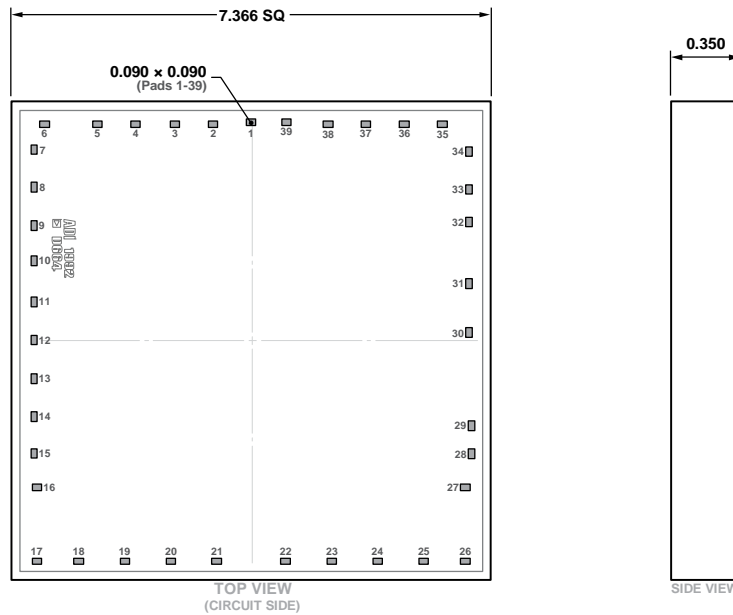 7.366 SQ
0.350
0.090 × 0.090
(Pads 1-39)
6 5 4 3 2 1 39 38 37 36 35
7 34
8 33
9 32
ADI 1992
D664
10
31
11
12 30
13
14
29
15 28
16 27
17 18 19 20 21 22 23 24 25 26
TOP VIEW
(CIRCUIT SIDE)
SIDE VIEW